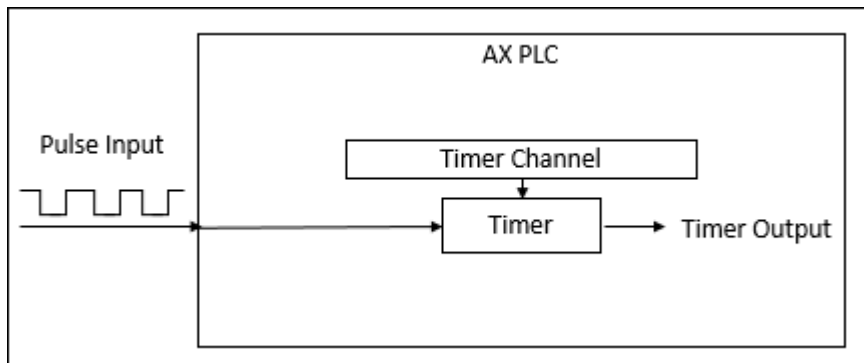 AX PLC
Pulse Input
Timer Channel
Timer
Timer Output